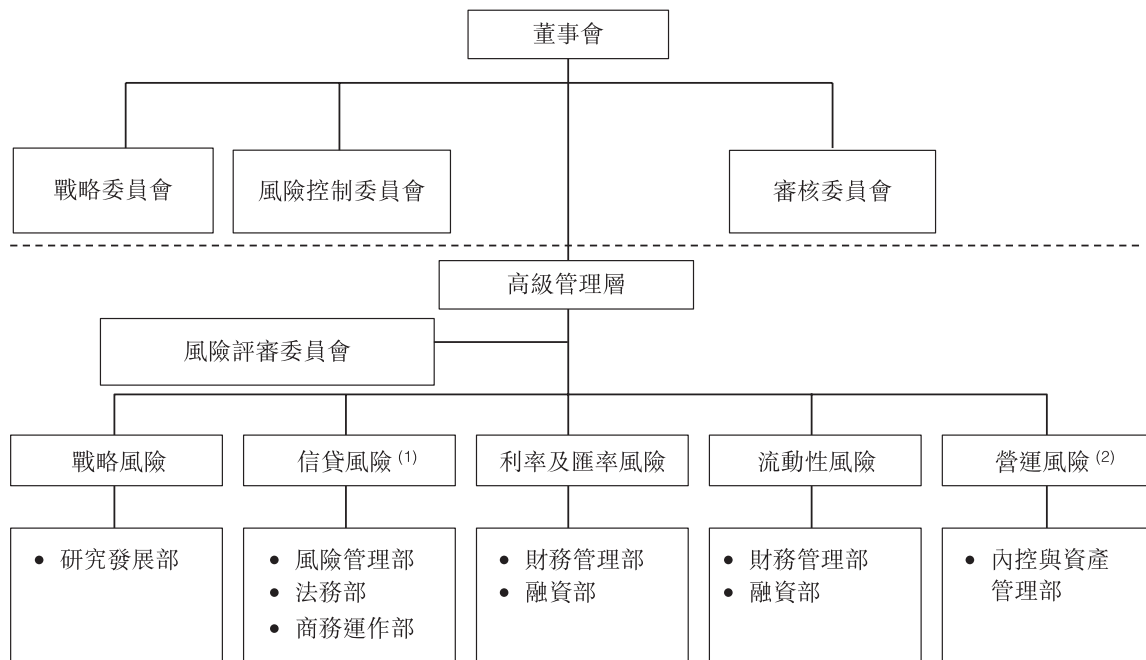 董事會
戰略委員會
風險控制委員會
審核委員會
高級管理層
風險評審委員會
戰略風險
信貸風險 (1)
利率及匯率風險
流動性風險
營運風險 (2)
• 研究發展部
• 風險管理部
• 法務部
• 商務運作部
• 財務管理部
• 融資部
• 財務管理部
• 融資部
• 內控與資產
管理部